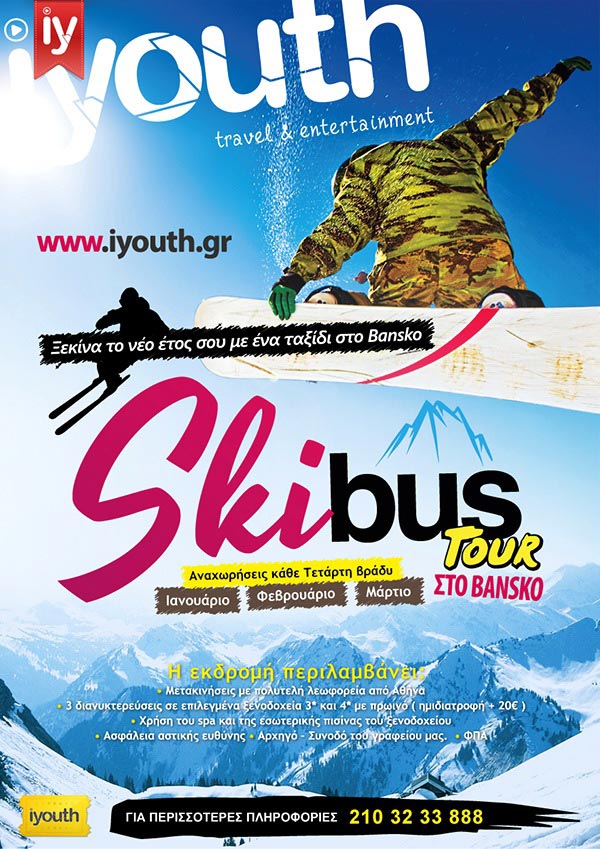 iy
iyouth
travel & entertainment
www.iyouth.gr
Ξεκίνα το νέο έτος σου με ένα ταξίδι στο Bansko
Skibus
Tour
ΣΤΟ BANSKO
Αναχωρήσεις κάθε Τετάρτη βράδυ
Ιανουάριο Φεβρουάριο Μάρτιο
Η εκδρομή περιλαμβάνει:
• Μετακινήσεις με πολυτελή λεωφορεία από Αθήνα
• 3 διανυκτερεύσεις σε επιλεγμένα ξενοδοχεία 3* και 4* με πρωινό ( ημιδιατροφή + 20€ )
• Χρήση του spa και της εσωτερικής πισίνας του ξενοδοχείου
• Ασφάλεια αστικής ευθύνης • Αρχηγό - Συνοδό του γραφείου μας. • ΦΠΑ
iyouth
ΓΙΑ ΠΕΡΙΣΣΟΤΕΡΕΣ ΠΛΗΡΟΦΟΡΙΕΣ 210 32 33 888